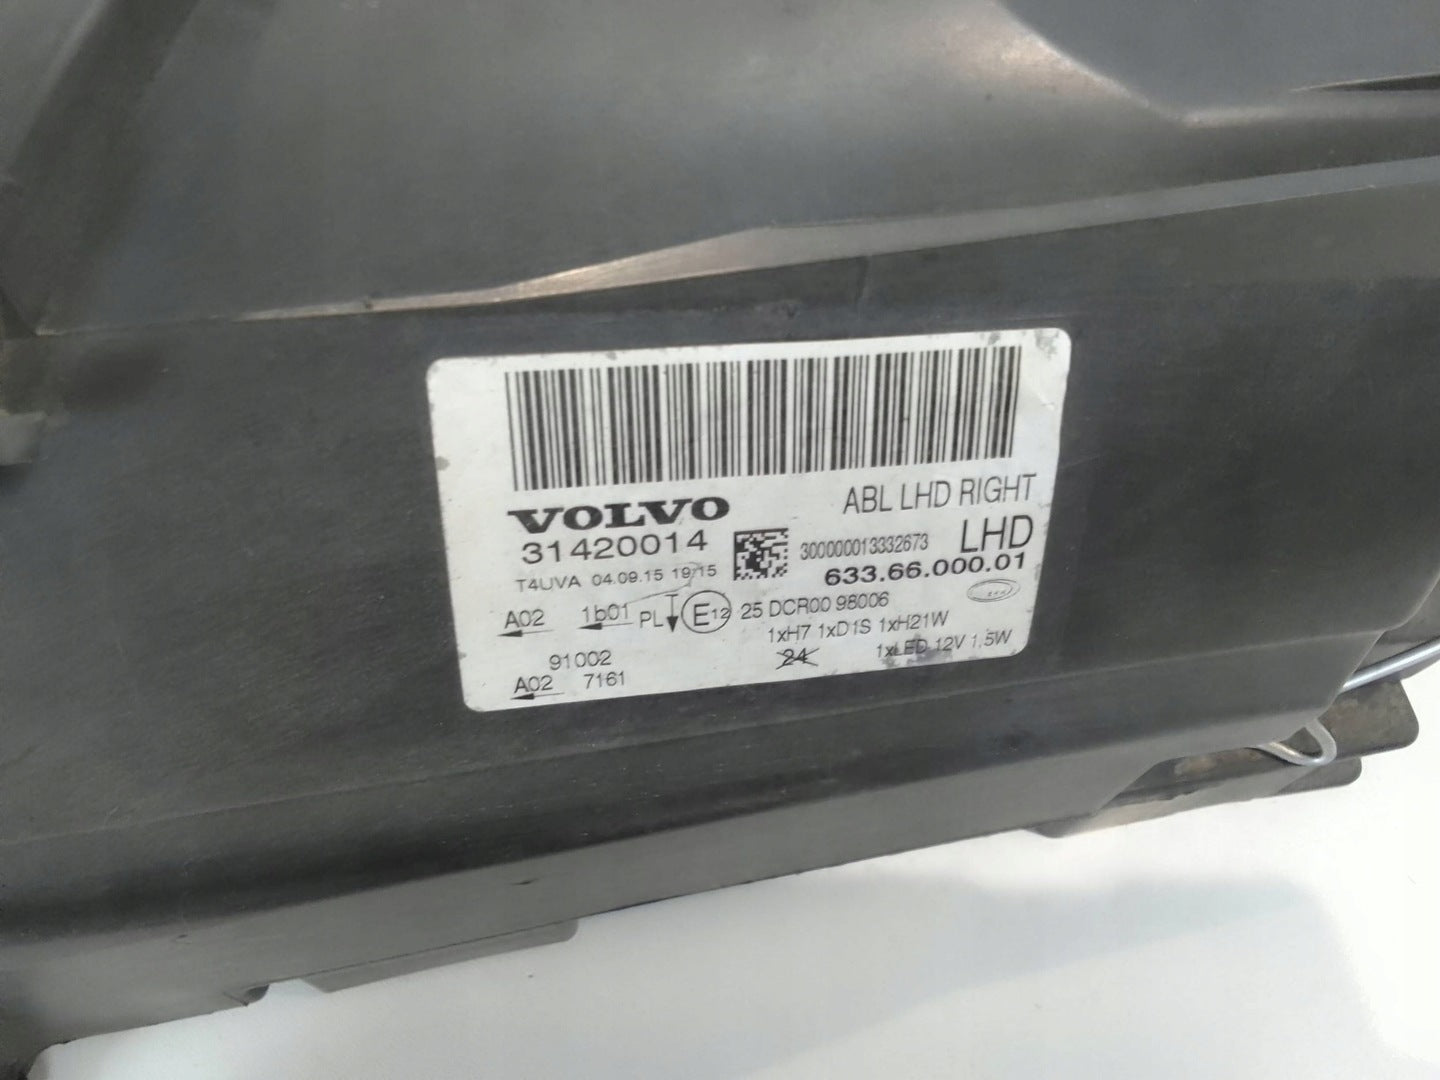 VOLVO
ABL LHD RIGHT
31420014
300000013332673
LHD
T4UVA 04.09.15 19:15
633.66.000.01
A02 1b01 PL E12 25 DCR00 98006
1xH7 1xD1S 1xH21W
91002
24
1xLED 12V 1,5W
A02 7161